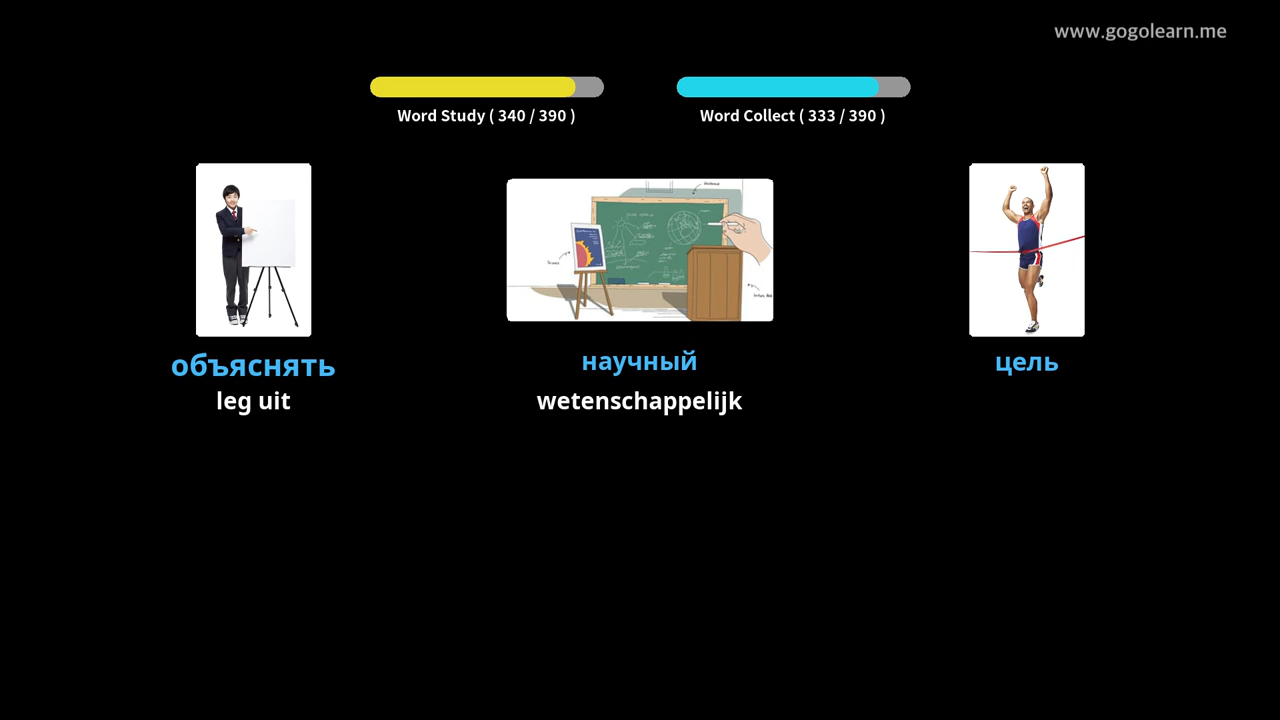 www.gogolearn.me
Word Study ( 340 / 390 )
Word Collect ( 333 / 390 )
объяснять
научный
цель
leg uit
wetenschappelijk